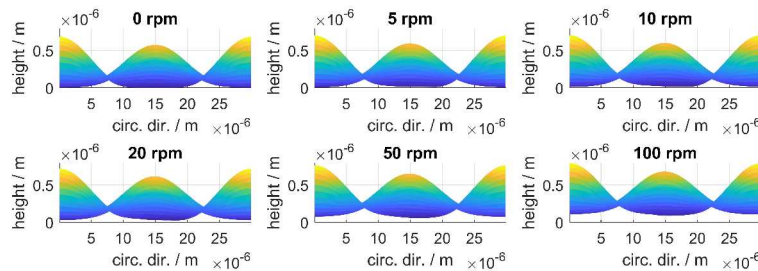 0 rpm
5 rpm
10 rpm
×10⁻⁶
×10⁻⁶
×10⁻⁶
height / m
0.5
0
height / m
0.5
0
height / m
0.5
0
5 10 15 20 25
5 10 15 20 25
5 10 15 20 25
circ. dir. / m ×10⁻⁶
circ. dir. / m ×10⁻⁶
circ. dir. / m ×10⁻⁶
20 rpm
50 rpm
100 rpm
×10⁻⁶
×10⁻⁶
×10⁻⁶
height / m
0.5
0
height / m
0.5
0
height / m
0.5
0
5 10 15 20 25
5 10 15 20 25
5 10 15 20 25
circ. dir. / m ×10⁻⁶
circ. dir. / m ×10⁻⁶
circ. dir. / m ×10⁻⁶